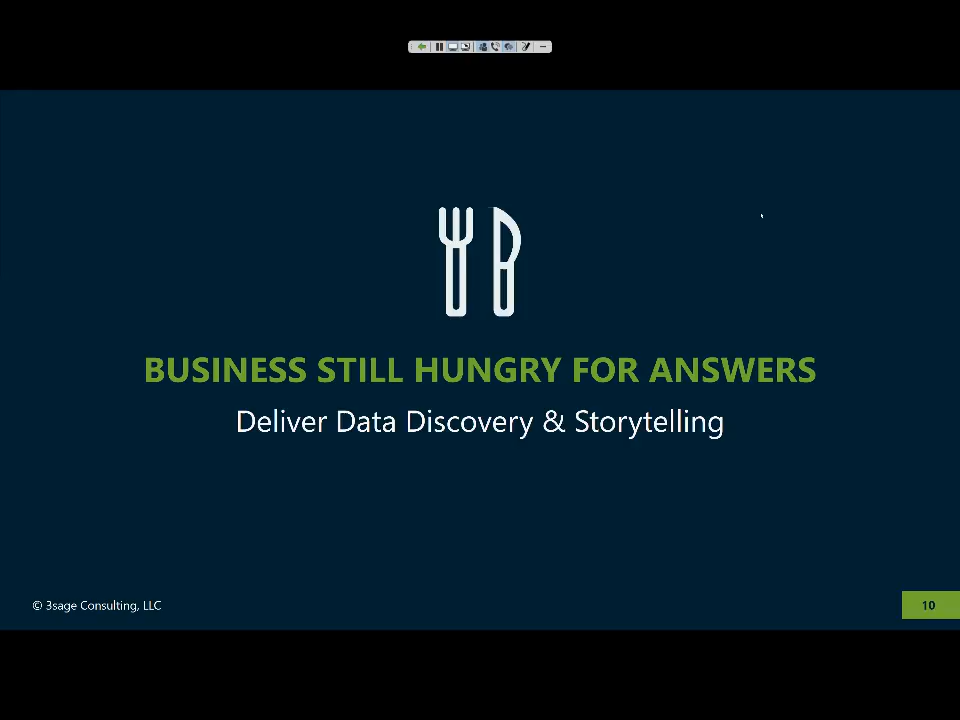 BUSINESS STILL HUNGRY FOR ANSWERS
Deliver Data Discovery & Storytelling
© 3sage Consulting, LLC
10